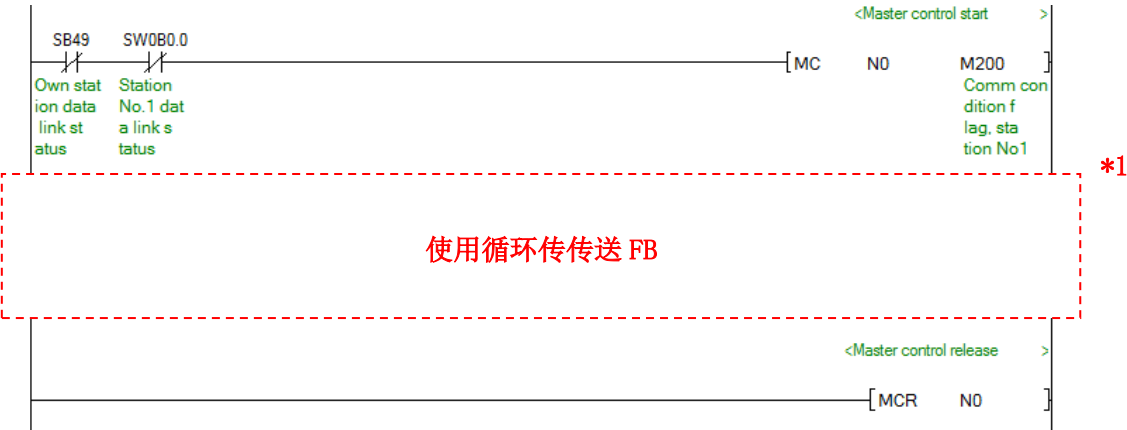 <Master control start >
SB49 SW0B0.0
MC N0 M200
Own stat Station Comm con
ion data No.1 dat dition f
link st a link s lag, sta
atus tatus tion No1
*1
使用循环传传送 FB
<Master control release >
MCR N0